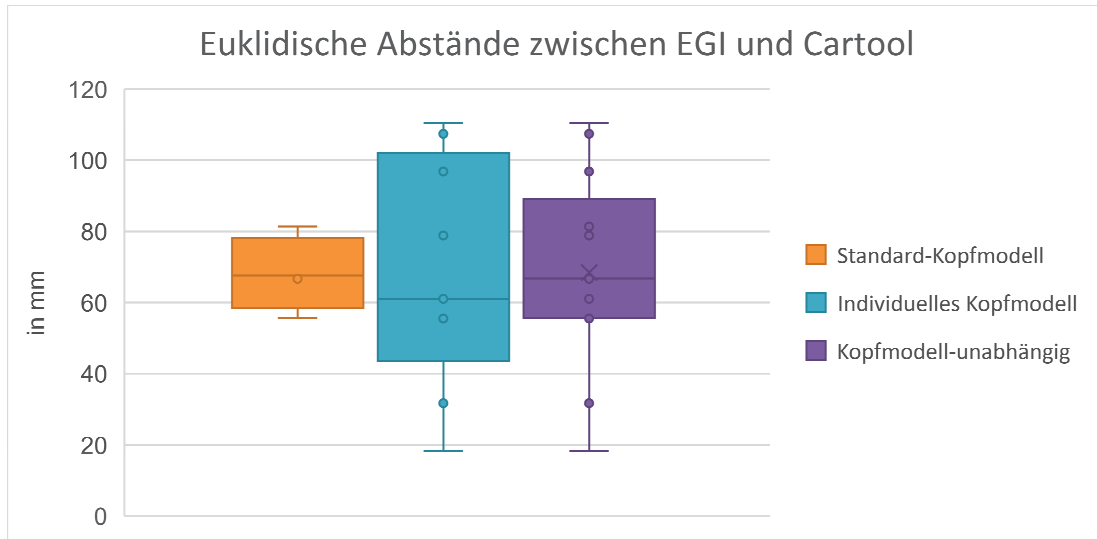 Euklidische Abstände zwischen EGI und Cartool
120
100
80
60
40
20
0
in mm
Standard-Kopfmodell
Individuelles Kopfmodell
Kopfmodell-unabhängig